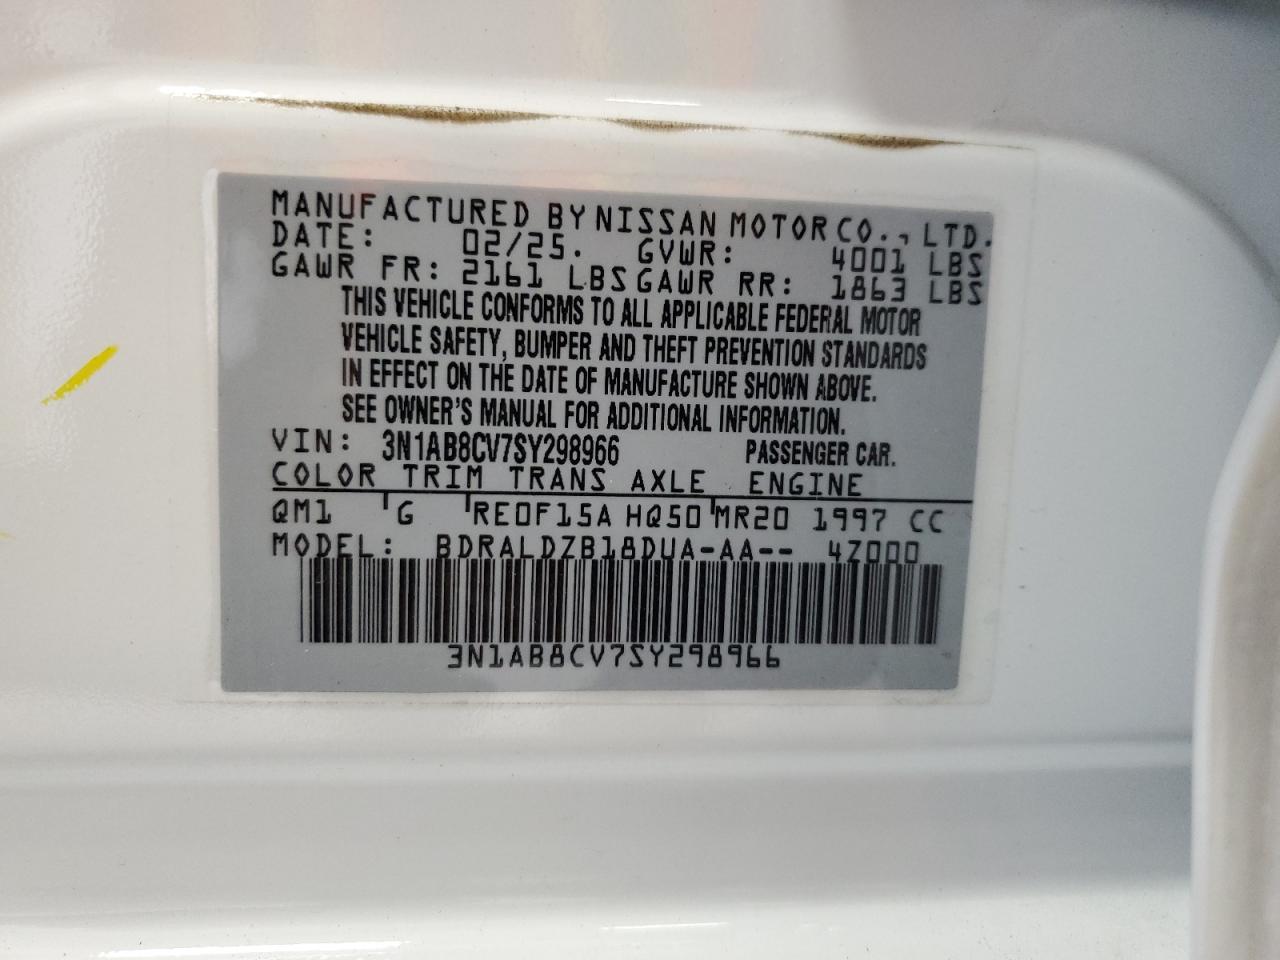 MANUFACTURED BY NISSAN MOTOR CO., LTD.
DATE: 02/25. GVWR: 4001 LBS
GAWR FR: 2161 LBS GAWR RR: 1863 LBS
THIS VEHICLE CONFORMS TO ALL APPLICABLE FEDERAL MOTOR
VEHICLE SAFETY, BUMPER AND THEFT PREVENTION STANDARDS
IN EFFECT ON THE DATE OF MANUFACTURE SHOWN ABOVE.
SEE OWNER'S MANUAL FOR ADDITIONAL INFORMATION.
VIN: 3N1AB8CV7SY298966 PASSENGER CAR.
COLOR TRIM TRANS AXLE ENGINE
QM1 G RE0F15A HQ50 MR20 1997 CC
MODEL: BDRALDZB18DUA-AA-- 4Z000
3N1AB8CV7SY298966